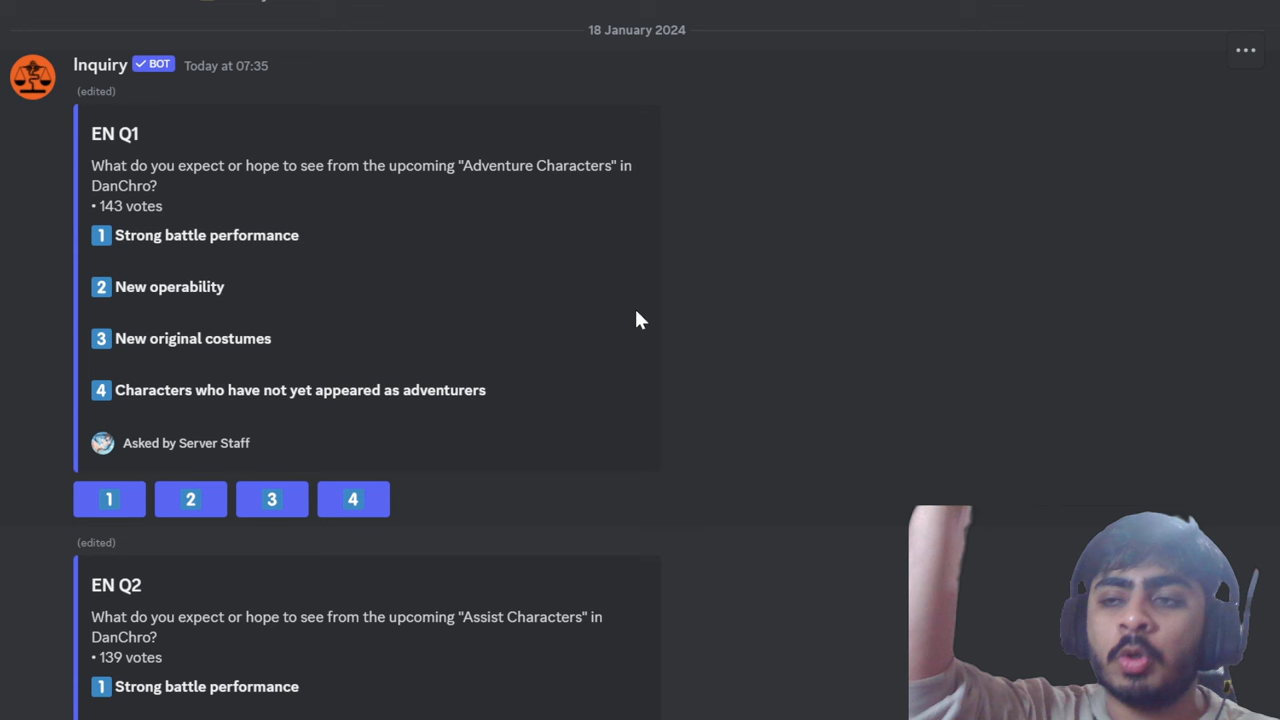 18 January 2024
Inquiry ✓ BOT Today at 07:35
(edited)
EN Q1
What do you expect or hope to see from the upcoming "Adventure Characters" in
DanChro?
• 143 votes
1 Strong battle performance
2 New operability
3 New original costumes
4 Characters who have not yet appeared as adventurers
Asked by Server Staff
1 2 3 4
(edited)
EN Q2
What do you expect or hope to see from the upcoming "Assist Characters" in
DanChro?
• 139 votes
1 Strong battle performance